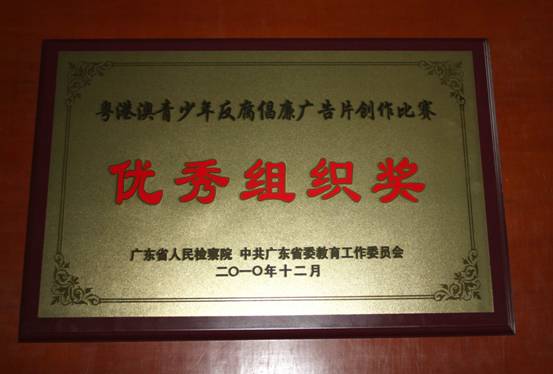 粤港澳青少年反腐倡廉广告片创作比赛
优秀组织奖
广东省人民检察院 中共广东省委教育工作委员会
二〇一〇年十二月